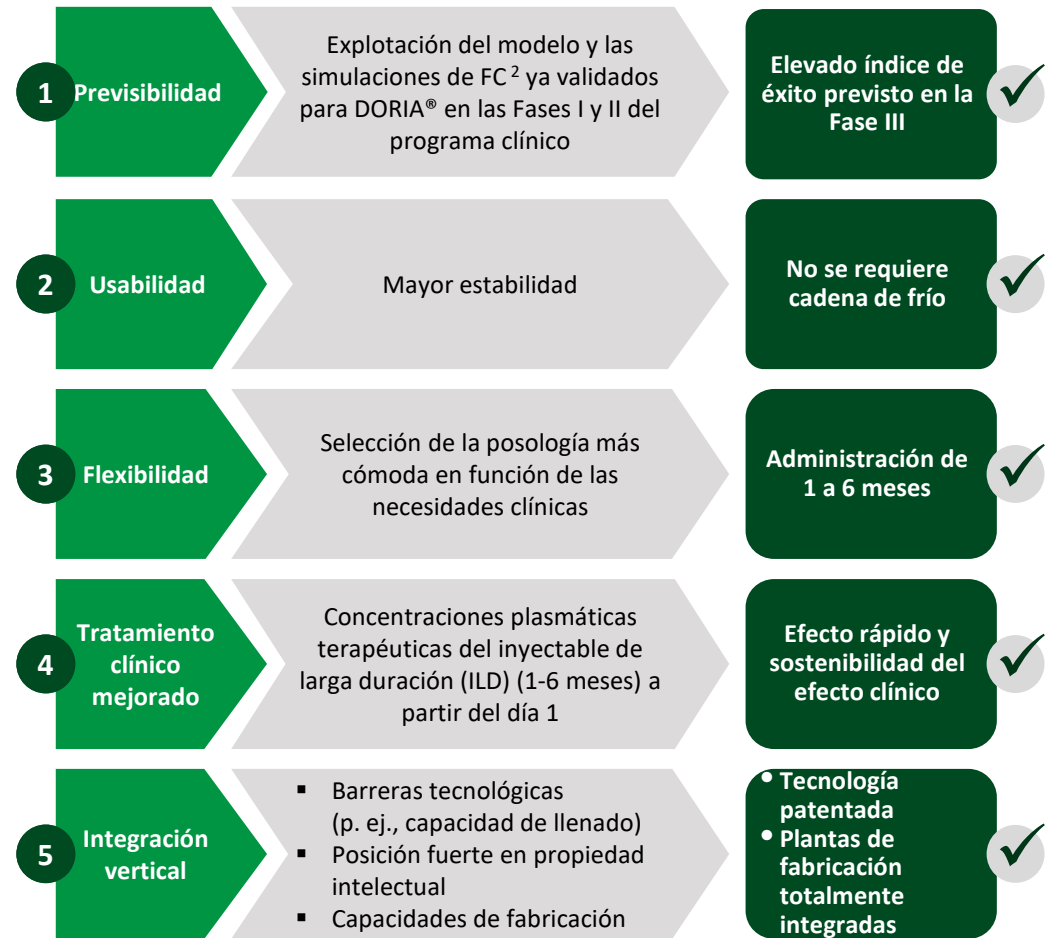 1
Previsibilidad
Explotación del modelo y las
simulaciones de FC 2 ya validados
para DORIA® en las Fases I y II del
programa clínico
Elevado índice de
éxito previsto en la
Fase III
2
Usabilidad
Mayor estabilidad
No se requiere
cadena de frío
3
Flexibilidad
Selección de la posología más
cómoda en función de las
necesidades clínicas
Administración de
1 a 6 meses
4
Tratamiento
clínico
mejorado
Concentraciones plasmáticas
terapéuticas del inyectable de
larga duración (ILD) (1-6 meses) a
partir del día 1
Efecto rápido y
sostenibilidad del
efecto clínico
5
Integración
vertical
▪ Barreras tecnológicas
(p. ej., capacidad de llenado)
▪ Posición fuerte en propiedad
intelectual
▪ Capacidades de fabricación
• Tecnología
patentada
• Plantas de
fabricación
totalmente
integradas